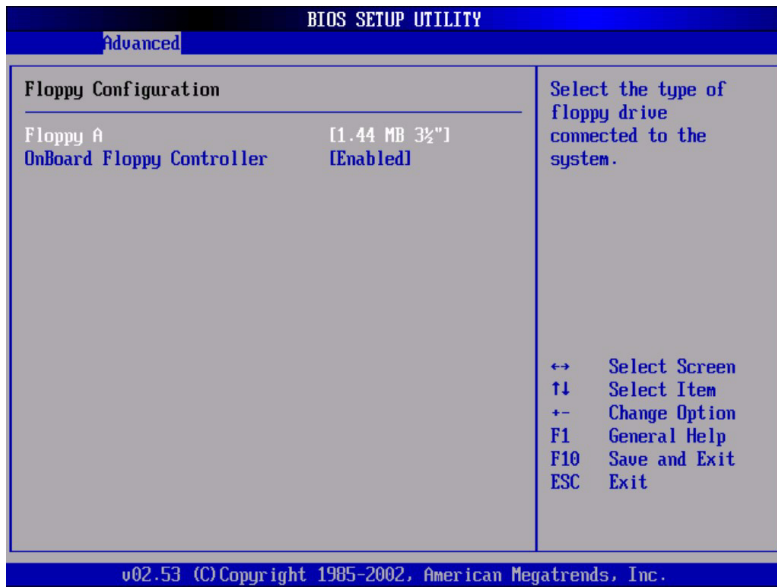 BIOS SETUP UTILITY
Advanced
Floppy Configuration
Floppy A [1.44 MB 3½"]
OnBoard Floppy Controller [Enabled]
Select the type of
floppy drive
connected to the
system.
↔ Select Screen
↑↓ Select Item
+- Change Option
F1 General Help
F10 Save and Exit
ESC Exit
v02.53 (C)Copyright 1985-2002, American Megatrends, Inc.